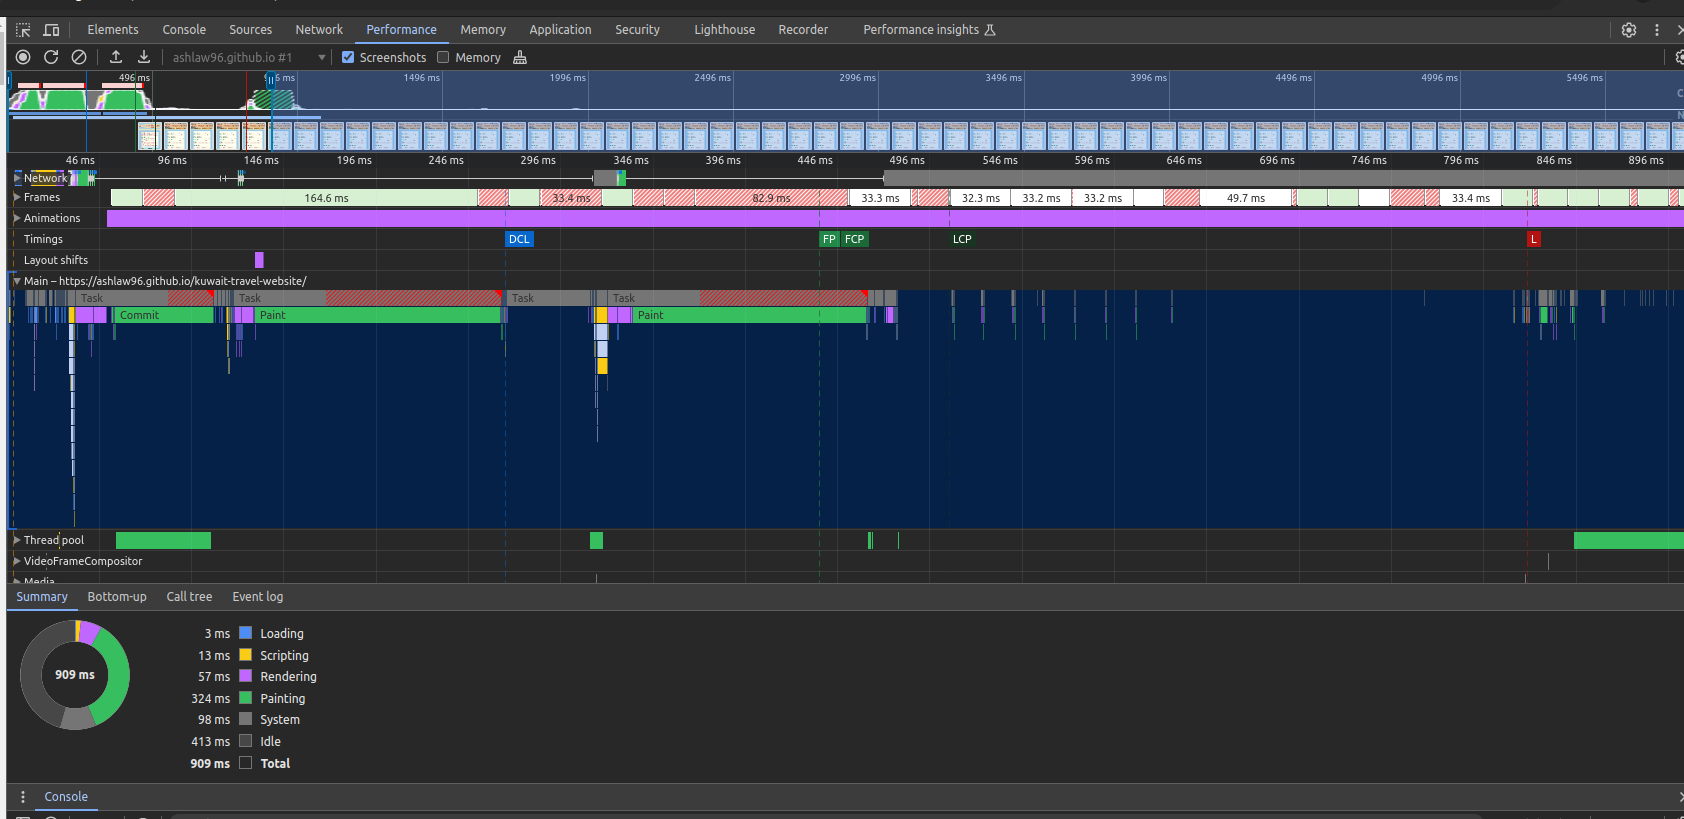 Elements Console Sources Network Performance Memory Application Security Lighthouse Recorder Performance insights
ashlaw96.github.io #1 Screenshots Memory
496 ms 1496 ms 1996 ms 2496 ms 2996 ms 3496 ms 3996 ms 4496 ms 4996 ms 5496 ms
46 ms 96 ms 146 ms 196 ms 246 ms 296 ms 346 ms 396 ms 446 ms 496 ms 546 ms 596 ms 646 ms 696 ms 746 ms 796 ms 846 ms 896 ms
Network
Frames 164.6 ms 33.4 ms 82.9 ms 33.3 ms 32.3 ms 33.2 ms 33.2 ms 49.7 ms 33.4 ms
Animations
Timings DCL FP FCP LCP L
Layout shifts
Main – https://ashlaw96.github.io/kuwait-travel-website/
Task Task Task Task
Commit Paint Paint
Thread pool
VideoFrameCompositor
Media
Summary Bottom-up Call tree Event log
909 ms
3 ms Loading
13 ms Scripting
57 ms Rendering
324 ms Painting
98 ms System
413 ms Idle
909 ms Total
Console